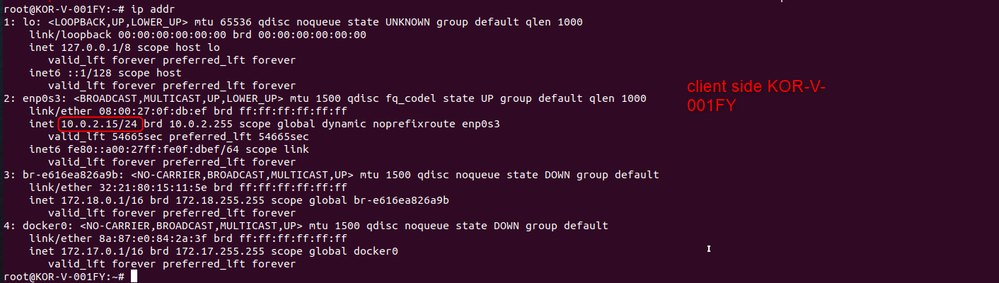 root@KOR-V-001FY:~# ip addr
1: lo: <LOOPBACK,UP,LOWER_UP> mtu 65536 qdisc noqueue state UNKNOWN group default qlen 1000
    link/loopback 00:00:00:00:00:00 brd 00:00:00:00:00:00
    inet 127.0.0.1/8 scope host lo
       valid_lft forever preferred_lft forever
    inet6 ::1/128 scope host
       valid_lft forever preferred_lft forever
2: enp0s3: <BROADCAST,MULTICAST,UP,LOWER_UP> mtu 1500 qdisc fq_codel state UP group default qlen 1000
    link/ether 08:00:27:0f:db:ef brd ff:ff:ff:ff:ff:ff
    inet 10.0.2.15/24 brd 10.0.2.255 scope global dynamic noprefixroute enp0s3
       valid_lft 54665sec preferred_lft 54665sec
    inet6 fe80::a00:27ff:fe0f:dbef/64 scope link
       valid_lft forever preferred_lft forever
3: br-e616ea826a9b: <NO-CARRIER,BROADCAST,MULTICAST,UP> mtu 1500 qdisc noqueue state DOWN group default
    link/ether 32:21:80:15:11:5e brd ff:ff:ff:ff:ff:ff
    inet 172.18.0.1/16 brd 172.18.255.255 scope global br-e616ea826a9b
       valid_lft forever preferred_lft forever
4: docker0: <NO-CARRIER,BROADCAST,MULTICAST,UP> mtu 1500 qdisc noqueue state DOWN group default
    link/ether 8a:87:e0:84:2a:3f brd ff:ff:ff:ff:ff:ff
    inet 172.17.0.1/16 brd 172.17.255.255 scope global docker0
       valid_lft forever preferred_lft forever
root@KOR-V-001FY:~#
client side KOR-V-
001FY